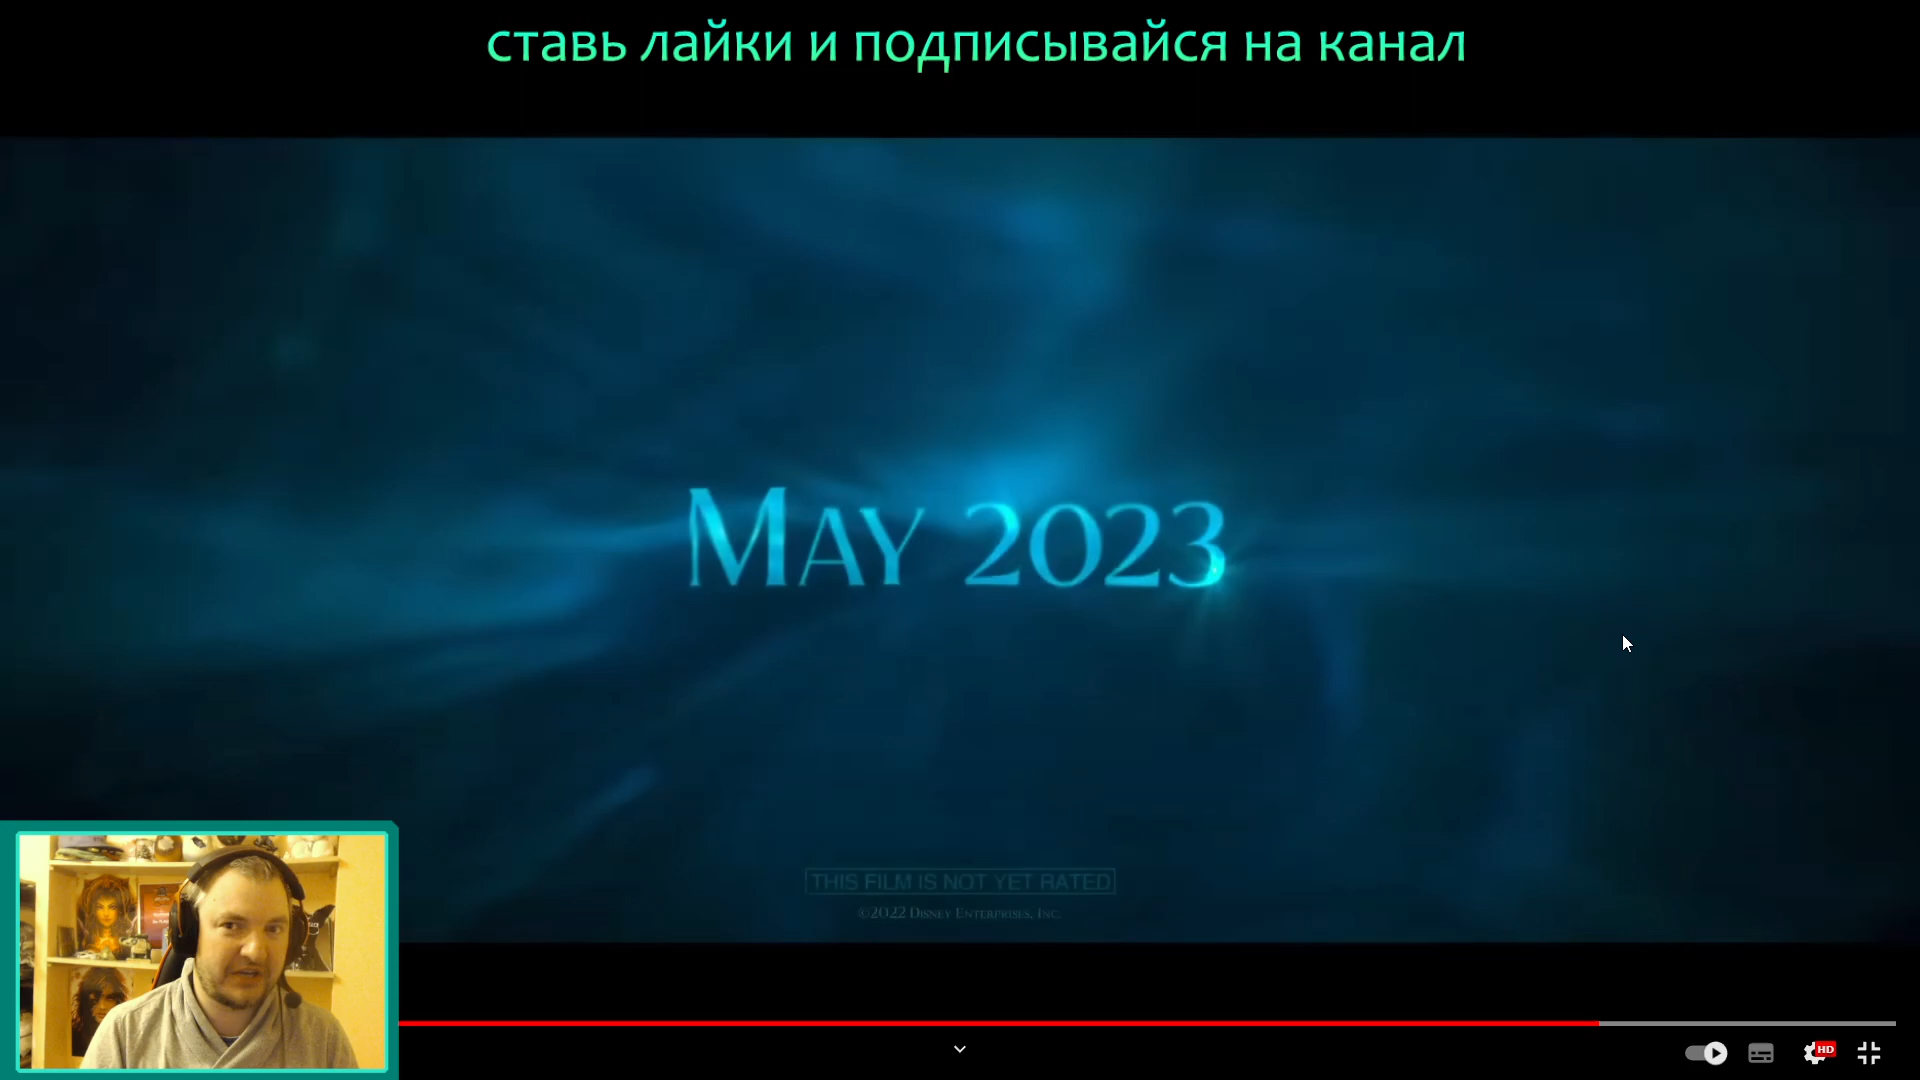 ставь лайки и подписывайся на канал
MAY 2023
THIS FILM IS NOT YET RATED
©2022 DISNEY ENTERPRISES, INC.
HD